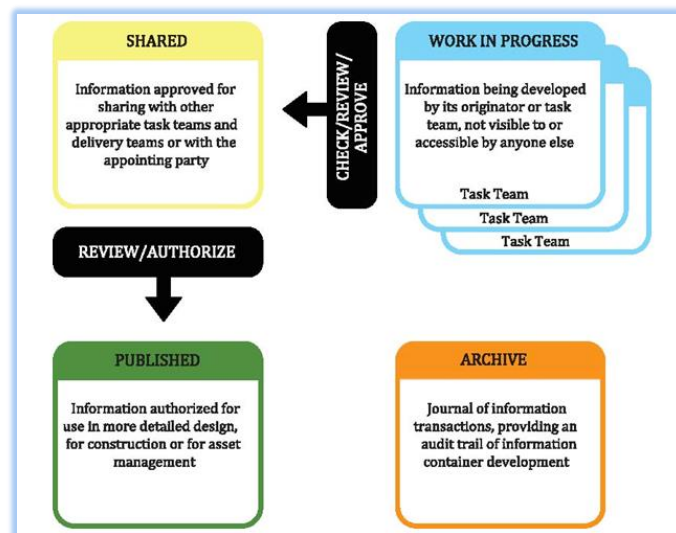 SHARED
Information approved for
sharing with other
appropriate task teams and
delivery teams or with the
appointing party
CHECK/REVIEW/
APPROVE
WORK IN PROGRESS
Information being developed
by its originator or task
team, not visible to or
accessible by anyone else
Task Team
Task Team
Task Team
REVIEW/AUTHORIZE
PUBLISHED
Information authorized for
use in more detailed design,
for construction or for asset
management
ARCHIVE
Journal of information
transactions, providing an
audit trail of information
container development